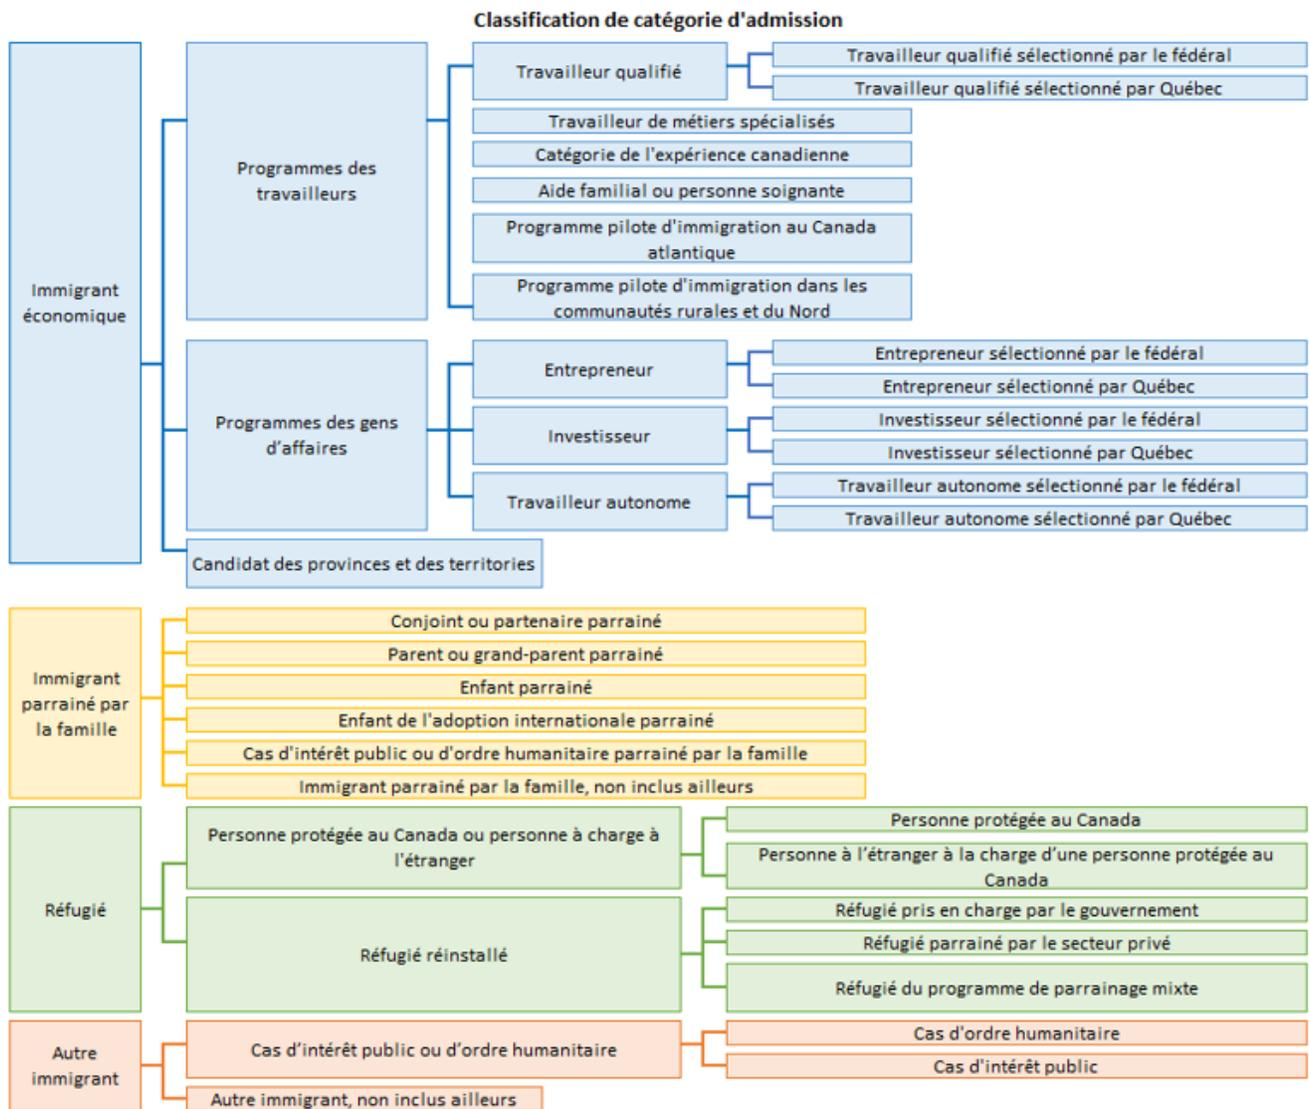 Classification de catégorie d'admission
Immigrant
économique
Programmes des
travailleurs
Travailleur qualifié
Travailleur qualifié sélectionné par le fédéral
Travailleur qualifié sélectionné par Québec
Travailleur de métiers spécialisés
Catégorie de l'expérience canadienne
Aide familial ou personne soignante
Programme pilote d'immigration au Canada
atlantique
Programme pilote d'immigration dans les
communautés rurales et du Nord
Programmes des gens
d’affaires
Entrepreneur
Entrepreneur sélectionné par le fédéral
Entrepreneur sélectionné par Québec
Investisseur
Investisseur sélectionné par le fédéral
Investisseur sélectionné par Québec
Travailleur autonome
Travailleur autonome sélectionné par le fédéral
Travailleur autonome sélectionné par Québec
Candidat des provinces et des territories
Immigrant
parrainé par
la famille
Conjoint ou partenaire parrainé
Parent ou grand-parent parrainé
Enfant parrainé
Enfant de l'adoption internationale parrainé
Cas d'intérêt public ou d'ordre humanitaire parrainé par la famille
Immigrant parrainé par la famille, non inclus ailleurs
Réfugié
Personne protégée au Canada ou personne à charge à
l'étranger
Personne protégée au Canada
Personne à l’étranger à la charge d’une personne protégée au
Canada
Réfugié réinstallé
Réfugié pris en charge par le gouvernement
Réfugié parrainé par le secteur privé
Réfugié du programme de parrainage mixte
Autre
immigrant
Cas d’intérêt public ou d’ordre humanitaire
Cas d'ordre humanitaire
Cas d'intérêt public
Autre immigrant, non inclus ailleurs